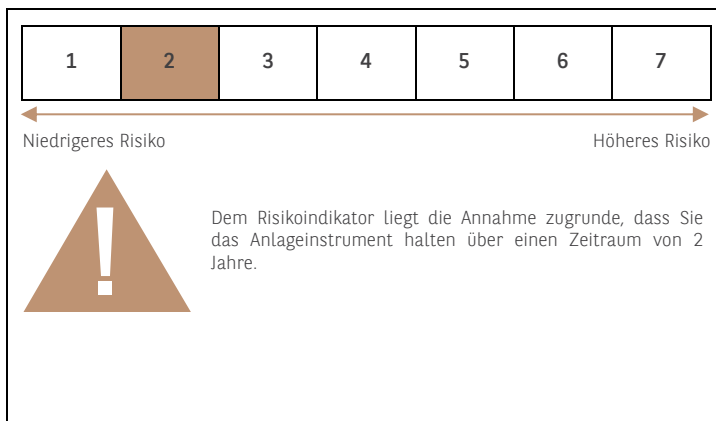 1 2 3 4 5 6 7
Niedrigeres Risiko Höheres Risiko
!
Dem Risikoindikator liegt die Annahme zugrunde, dass Sie
das Anlageinstrument halten über einen Zeitraum von 2
Jahre.